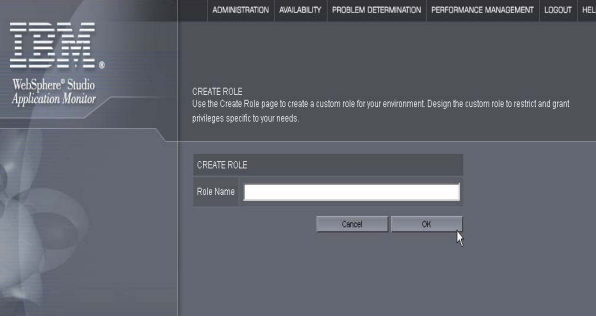 ADMINISTRATION AVAILABILITY PROBLEM DETERMINATION PERFORMANCE MANAGEMENT LOGOUT HEL
IBM®
WebSphere® Studio
Application Monitor
CREATE ROLE
Use the Create Role page to create a custom role for your environment. Design the custom role to restrict and grant
privileges specific to your needs.
CREATE ROLE
Role Name
Cancel OK